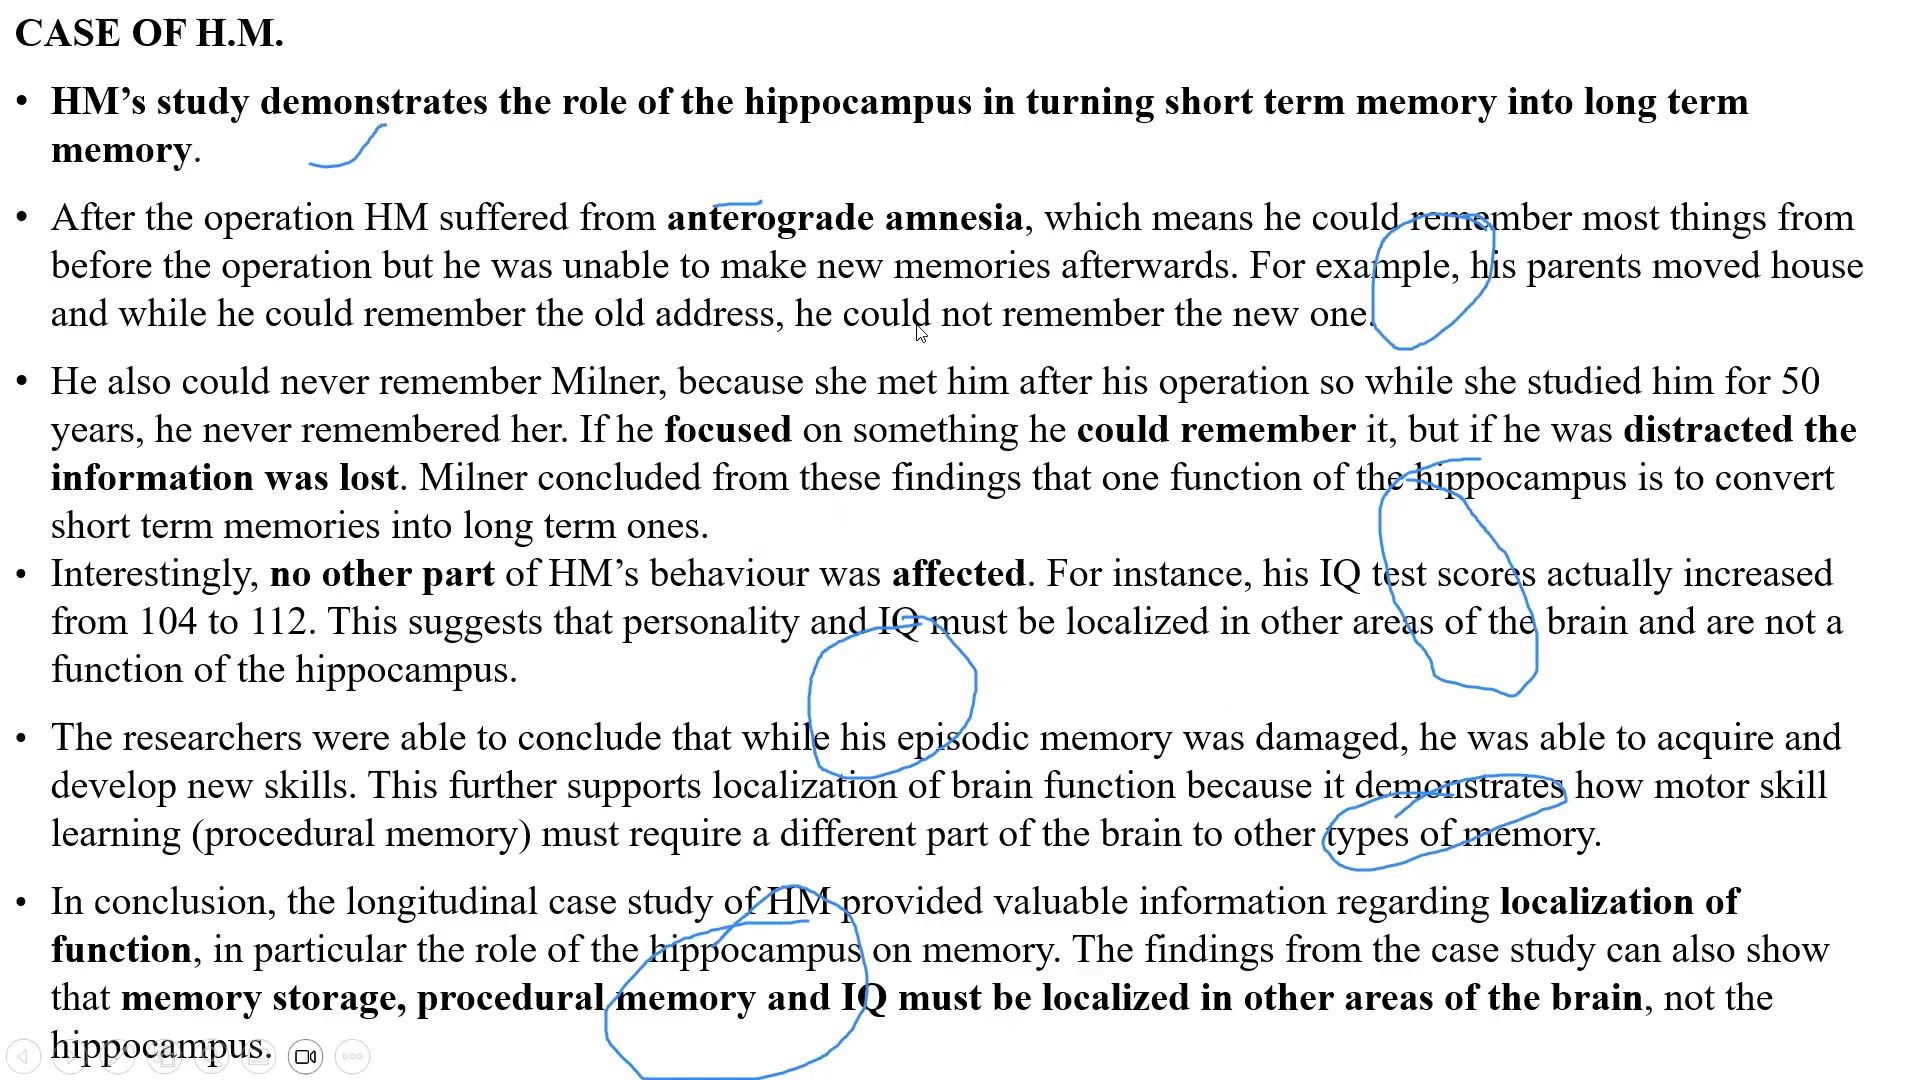 CASE OF H.M.
• HM’s study demonstrates the role of the hippocampus in turning short term memory into long term
memory.
• After the operation HM suffered from anterograde amnesia, which means he could remember most things from
before the operation but he was unable to make new memories afterwards. For example, his parents moved house
and while he could remember the old address, he could not remember the new one.
• He also could never remember Milner, because she met him after his operation so while she studied him for 50
years, he never remembered her. If he focused on something he could remember it, but if he was distracted the
information was lost. Milner concluded from these findings that one function of the hippocampus is to convert
short term memories into long term ones.
• Interestingly, no other part of HM’s behaviour was affected. For instance, his IQ test scores actually increased
from 104 to 112. This suggests that personality and IQ must be localized in other areas of the brain and are not a
function of the hippocampus.
• The researchers were able to conclude that while his episodic memory was damaged, he was able to acquire and
develop new skills. This further supports localization of brain function because it demonstrates how motor skill
learning (procedural memory) must require a different part of the brain to other types of memory.
• In conclusion, the longitudinal case study of HM provided valuable information regarding localization of
function, in particular the role of the hippocampus on memory. The findings from the case study can also show
that memory storage, procedural memory and IQ must be localized in other areas of the brain, not the
hippocampus.